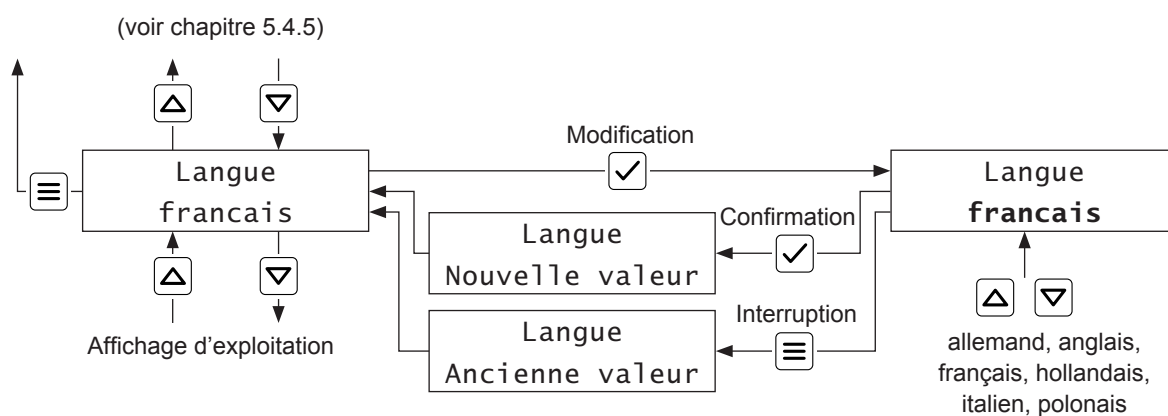 (voir chapitre 5.4.5)
Modification
Langue
francais
Langue
francais
Confirmation
Langue
Nouvelle valeur
Interruption
Langue
Ancienne valeur
Affichage d’exploitation
allemand, anglais,
français, hollandais,
italien, polonais